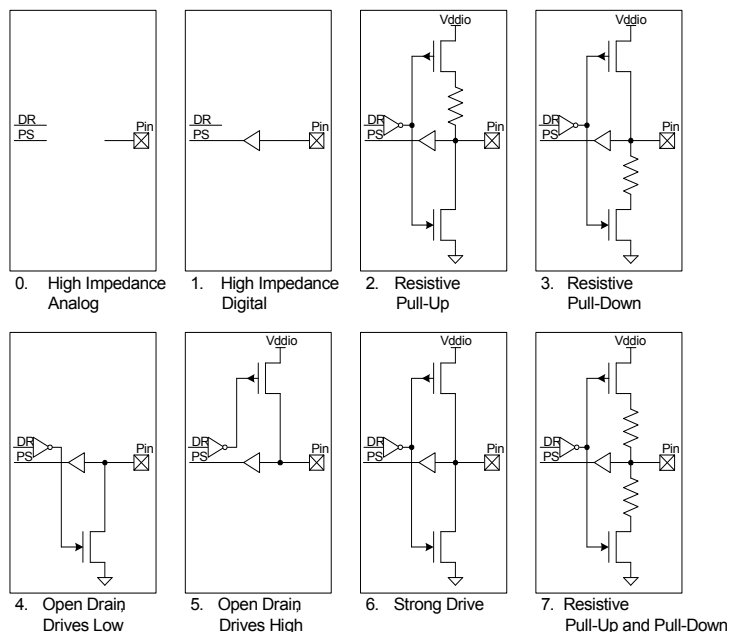 Vddio
Vddio
DR
PS
Pin
DR
PS
Pin
DR
PS
Pin
DR
PS
Pin
0. High Impedance
Analog
1. High Impedance
Digital
2. Resistive
Pull-Up
3. Resistive
Pull-Down
Vddio
Vddio
Vddio
DR
PS
Pin
DR
PS
Pin
DR
PS
Pin
DR
PS
Pin
4. Open Drain,
Drives Low
5. Open Drain,
Drives High
6. Strong Drive
7. Resistive
Pull-Up and Pull-Down